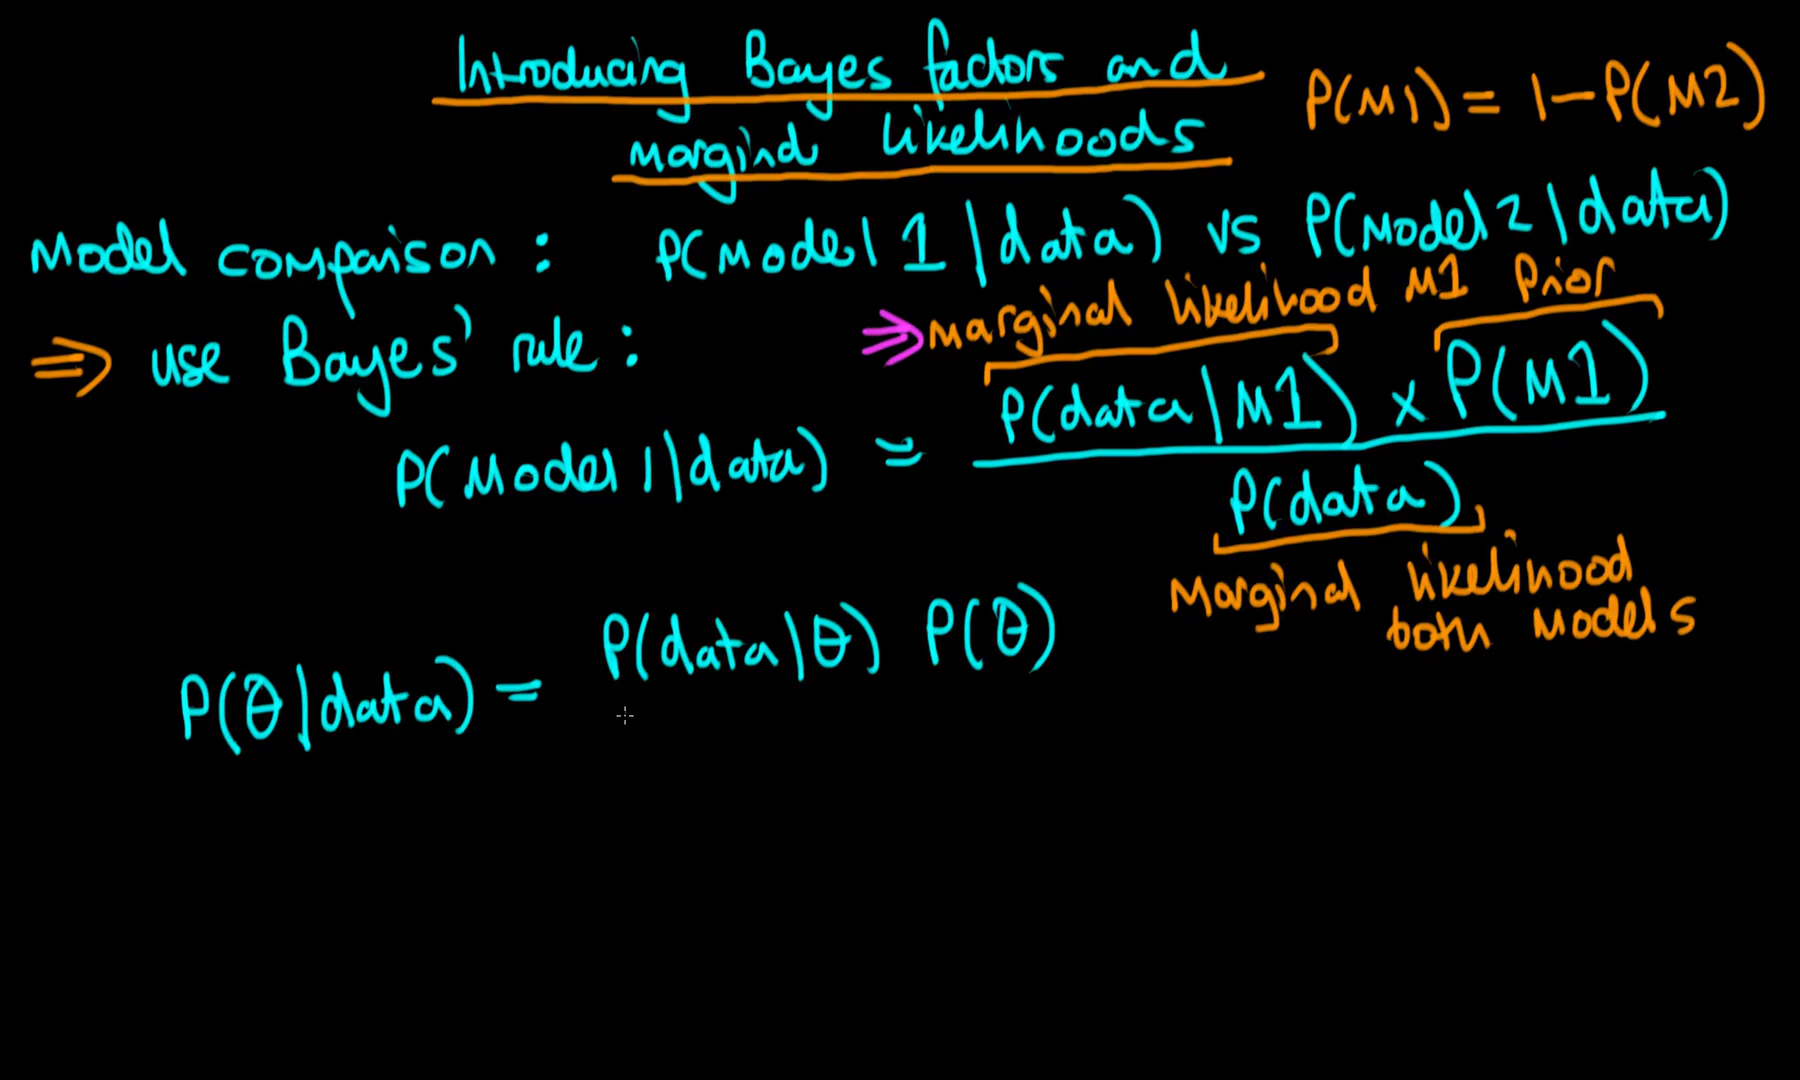 Introducing Bayes factors and
marginal likelihoods
P(M1) = 1-P(M2)
Model comparison: P(Model 1 | data) vs P(Model 2 | data)
⇒ use Bayes' rule:
⇒ marginal likelihood M1 Prior
P(data | M1) × P(M1)
P(Model 1 | data) =
P(data)
Marginal likelihood
both Models
P(data | θ) P(θ)
P(θ | data) =